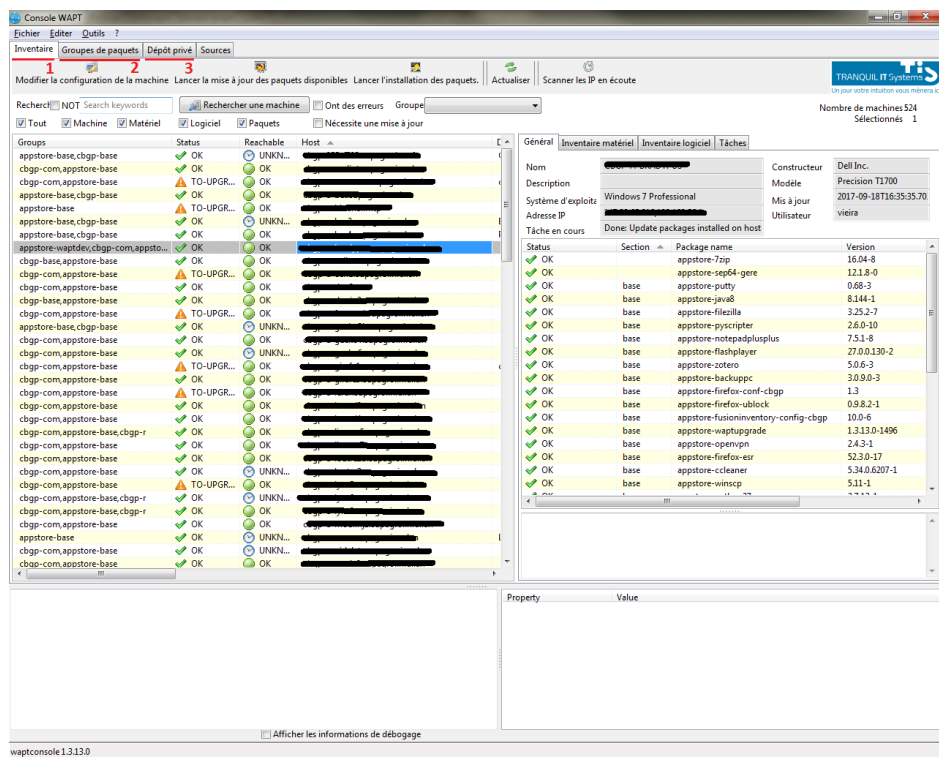 Console WAPT
Fichier Editer Outils ?
Inventaire Groupes de paquets Dépôt privé Sources
1 2 3
Modifier la configuration de la machine Lancer la mise à jour des paquets disponibles Lancer l'installation des paquets. Actualiser Scanner les IP en écoute
TRANQUIL IT Systems
TIS
Un jour votre intuition vous mènera ici
Recherch NOT Search keywords Rechercher une machine Ont des erreurs Groupe
Nombre de machines 524
Sélectionnés 1
Tout Machine Matériel Logiciel Paquets Nécessite une mise à jour
Groups Status Reachable Host
appstore-base,cbgp-base OK UNKN...
cbgp-com,appstore-base OK OK
cbgp-com,appstore-base TO-UPGR... OK
appstore-base,cbgp-base OK OK
appstore-base TO-UPGR... OK
appstore-base,cbgp-base OK UNKN...
appstore-base,cbgp-base OK OK
appstore-waptdev,cbgp-com,appsto... OK OK
cbgp-base,appstore-base OK OK
cbgp-com,appstore-base TO-UPGR... OK
cbgp-com,appstore-base OK OK
cbgp-base,appstore-base OK OK
cbgp-com,appstore-base TO-UPGR... OK
appstore-base,cbgp-base OK UNKN...
cbgp-com,appstore-base OK OK
cbgp-com,appstore-base OK UNKN...
cbgp-com,appstore-base TO-UPGR... OK
cbgp-com,appstore-base OK OK
cbgp-com,appstore-base TO-UPGR... OK
cbgp-com,appstore-base OK OK
cbgp-com,appstore-base OK OK
cbgp-com,appstore-base,cbgp-r OK OK
cbgp-com,appstore-base OK OK
cbgp-com,appstore-base OK OK
cbgp-com,appstore-base OK UNKN...
cbgp-com,appstore-base TO-UPGR... OK
cbgp-com,appstore-base,cbgp-r OK UNKN...
cbgp-com,appstore-base,cbgp-r OK OK
cbgp-com,appstore-base OK OK
appstore-base OK UNKN...
cbgp-com,appstore-base OK UNKN...
cbgp-com,appstore-base OK OK
Général Inventaire matériel Inventaire logiciel Tâches
Nom Constructeur Dell Inc.
Description Modèle Precision T1700
Système d'exploita Windows 7 Professional Mis à jour 2017-09-18T16:35:35.70
Adresse IP Utilisateur vieira
Tâche en cours Done: Update packages installed on host
Status Section Package name Version
OK appstore-7zip 16.04-8
OK appstore-sep64-gere 12.1.8-0
OK base appstore-putty 0.68-3
OK base appstore-java8 8.144-1
OK base appstore-filezilla 3.25.2-7
OK base appstore-pyscripter 2.6.0-10
OK base appstore-notepadplusplus 7.5.1-8
OK base appstore-flashplayer 27.0.0.130-2
OK base appstore-zotero 5.0.6-3
OK base appstore-backuppc 3.0.9.0-3
OK base appstore-firefox-conf-cbgp 1.3
OK base appstore-firefox-ublock 0.9.8.2-1
OK base appstore-fusioninventory-config-cbgp 10.0-6
OK base appstore-waptupgrade 1.3.13.0-1496
OK base appstore-openvpn 2.4.3-1
OK base appstore-firefox-esr 52.3.0-17
OK base appstore-ccleaner 5.34.0.6207-1
OK base appstore-winscp 5.11-1
Property Value
Afficher les informations de débogage
waptconsole 1.3.13.0